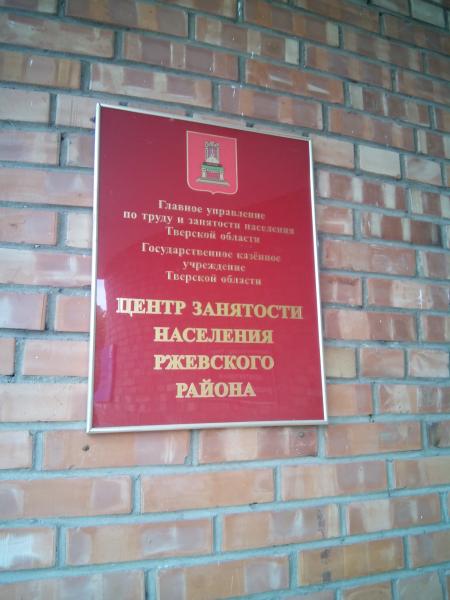 Главное управление
по труду и занятости населения
Тверской области
Государственное казённое
учреждение
Тверской области
ЦЕНТР ЗАНЯТОСТИ
НАСЕЛЕНИЯ
РЖЕВСКОГО
РАЙОНА